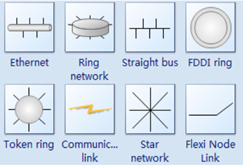 Ethernet
Ring network
Straight bus
FDDI ring
Token ring
Communic... link
Star network
Flexi Node Link